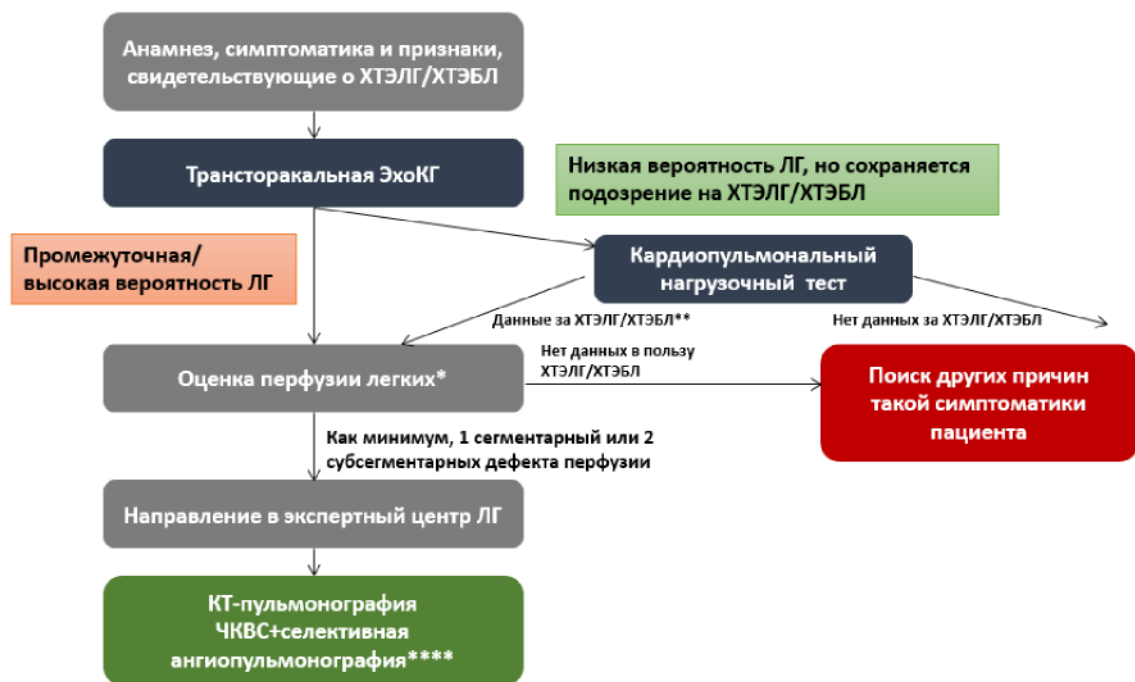 Анамнез, симптоматика и признаки,
свидетельствующие о ХТЭЛГ/ХТЭБЛ
Трансторакальная ЭхоКГ
Низкая вероятность ЛГ, но сохраняется
подозрение на ХТЭЛГ/ХТЭБЛ
Промежуточная/
высокая вероятность ЛГ
Кардиопульмональный
нагрузочный тест
Данные за ХТЭЛГ/ХТЭБЛ**
Нет данных за ХТЭЛГ/ХТЭБЛ
Оценка перфузии легких*
Нет данных в пользу
ХТЭЛГ/ХТЭБЛ
Поиск других причин
такой симптоматики
пациента
Как минимум, 1 сегментарный или 2
субсегментарных дефекта перфузии
Направление в экспертный центр ЛГ
КТ-пульмонография
ЧКВС+селективная
ангиопульмонография****